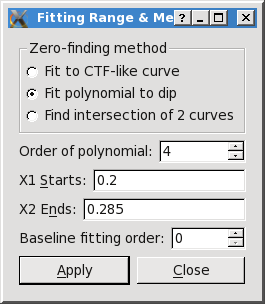 Fitting Range & Me
Zero-finding method
Fit to CTF-like curve
Fit polynomial to dip
Find intersection of 2 curves
Order of polynomial: 4
X1 Starts: 0.2
X2 Ends: 0.285
Baseline fitting order: 0
Apply Close